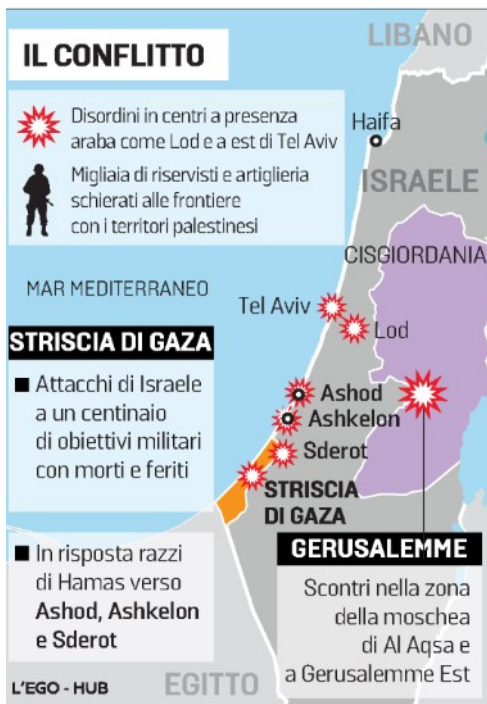 LIBANO
IL CONFLITTO
Disordini in centri a presenza
araba come Lod e a est di Tel Aviv
Migliaia di riservisti e artiglieria
schierati alle frontiere
con i territori palestinesi
Haifa
ISRAELE
CISGIORDANIA
MAR MEDITERRANEO
Tel Aviv
Lod
STRISCIA DI GAZA
Attacchi di Israele
a un centinaio
di obiettivi militari
con morti e feriti
Ashod
Ashkelon
Sderot
STRISCIA
DI GAZA
In risposta razzi
di Hamas verso
Ashod, Ashkelon
e Sderot
GERUSALEMME
Scontri nella zona
della moschea
di Al Aqsa e
a Gerusalemme Est
L'EGO - HUB
EGITTO